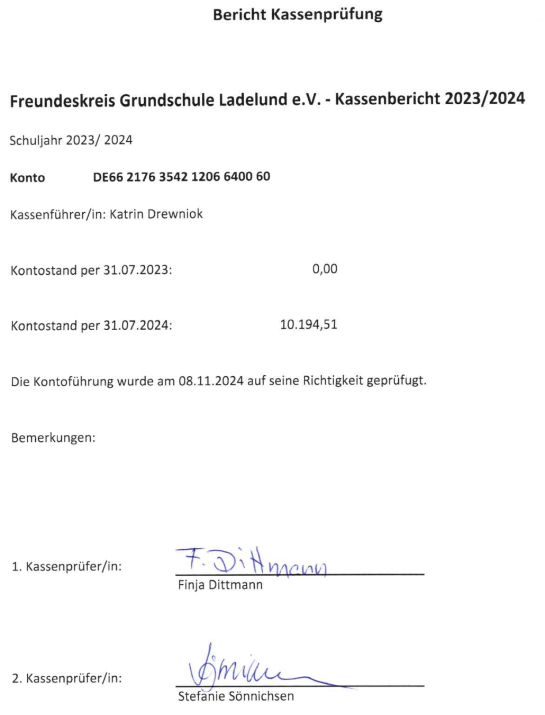 Bericht Kassenprüfung
Freundeskreis Grundschule Ladelund e.V. - Kassenbericht 2023/2024
Schuljahr 2023/ 2024
Konto DE66 2176 3542 1206 6400 60
Kassenführer/in: Katrin Drewniok
Kontostand per 31.07.2023: 0,00
Kontostand per 31.07.2024: 10.194,51
Die Kontoführung wurde am 08.11.2024 auf seine Richtigkeit geprüfugt.
Bemerkungen:
F. Dittmann
1. Kassenprüfer/in:
Finja Dittmann
2. Kassenprüfer/in:
Stefanie Sönnichsen